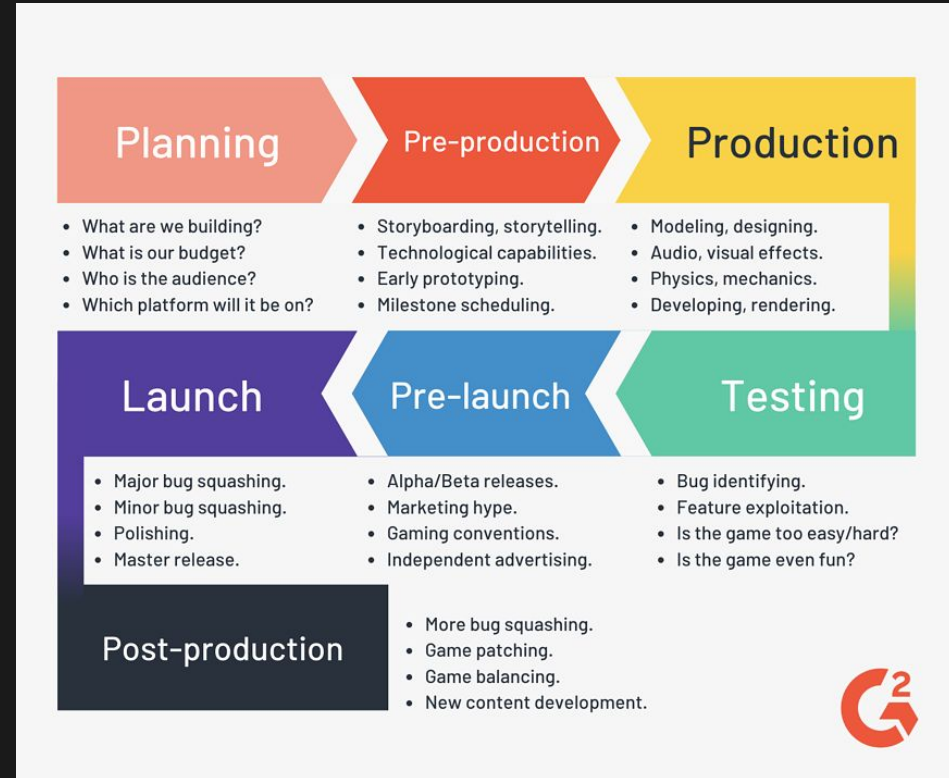 Planning
Pre-production
Production
• What are we building?
• What is our budget?
• Who is the audience?
• Which platform will it be on?
• Storyboarding, storytelling.
• Technological capabilities.
• Early prototyping.
• Milestone scheduling.
• Modeling, designing.
• Audio, visual effects.
• Physics, mechanics.
• Developing, rendering.
Launch
Pre-launch
Testing
• Major bug squashing.
• Minor bug squashing.
• Polishing.
• Master release.
• Alpha/Beta releases.
• Marketing hype.
• Gaming conventions.
• Independent advertising.
• Bug identifying.
• Feature exploitation.
• Is the game too easy/hard?
• Is the game even fun?
Post-production
• More bug squashing.
• Game patching.
• Game balancing.
• New content development.
G2